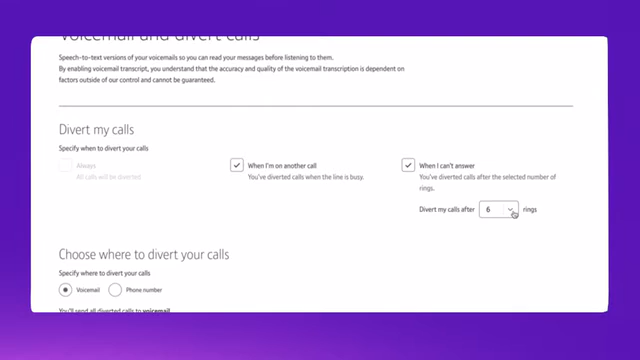 Voicemail and divert calls
Speech-to-text versions of your voicemails so you can read your messages before listening to them.
By enabling voicemail transcript, you understand that the accuracy and quality of the voicemail transcription is dependent on
factors outside of our control and cannot be guaranteed.
Divert my calls
Specify when to divert your calls
Always
All calls will be diverted
When I'm on another call
You've diverted calls when the line is busy.
When I can't answer
You've diverted calls after the selected number of
rings.
Divert my calls after 6 rings
Choose where to divert your calls
Specify where to divert your calls
Voicemail
Phone number
You'll send all diverted calls to voicemail